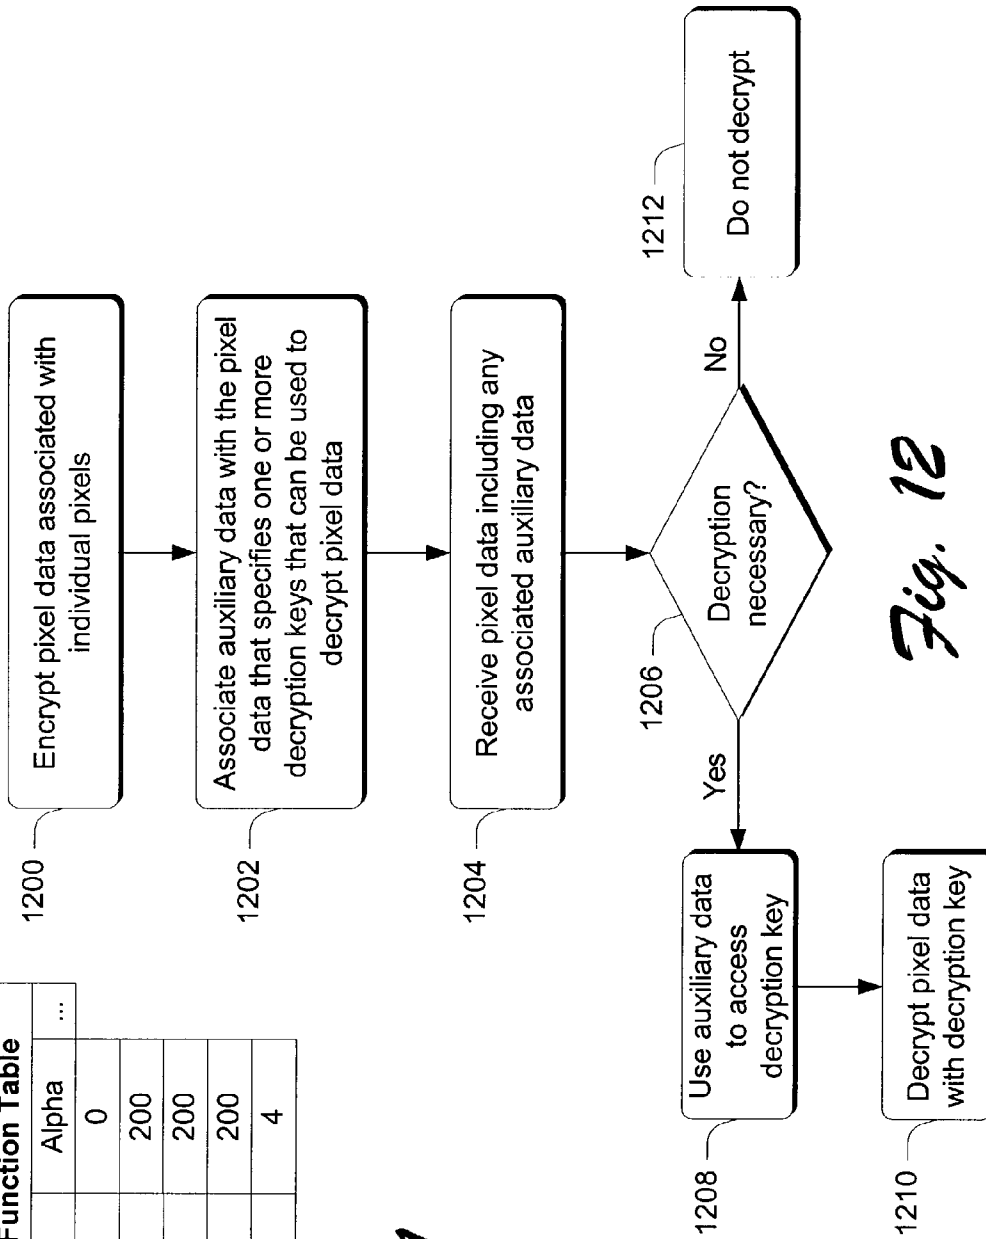 Function Table
Alpha ...
0
200
200
200
4
1200
Encrypt pixel data associated with
individual pixels
1202
Associate auxiliary data with the pixel
data that specifies one or more
decryption keys that can be used to
decrypt pixel data
1204
Receive pixel data including any
associated auxiliary data
1206
Decryption
necessary?
Yes
No
1208
Use auxiliary data
to access
decryption key
1210
Decrypt pixel data
with decryption key
1212
Do not decrypt
Fig. 12